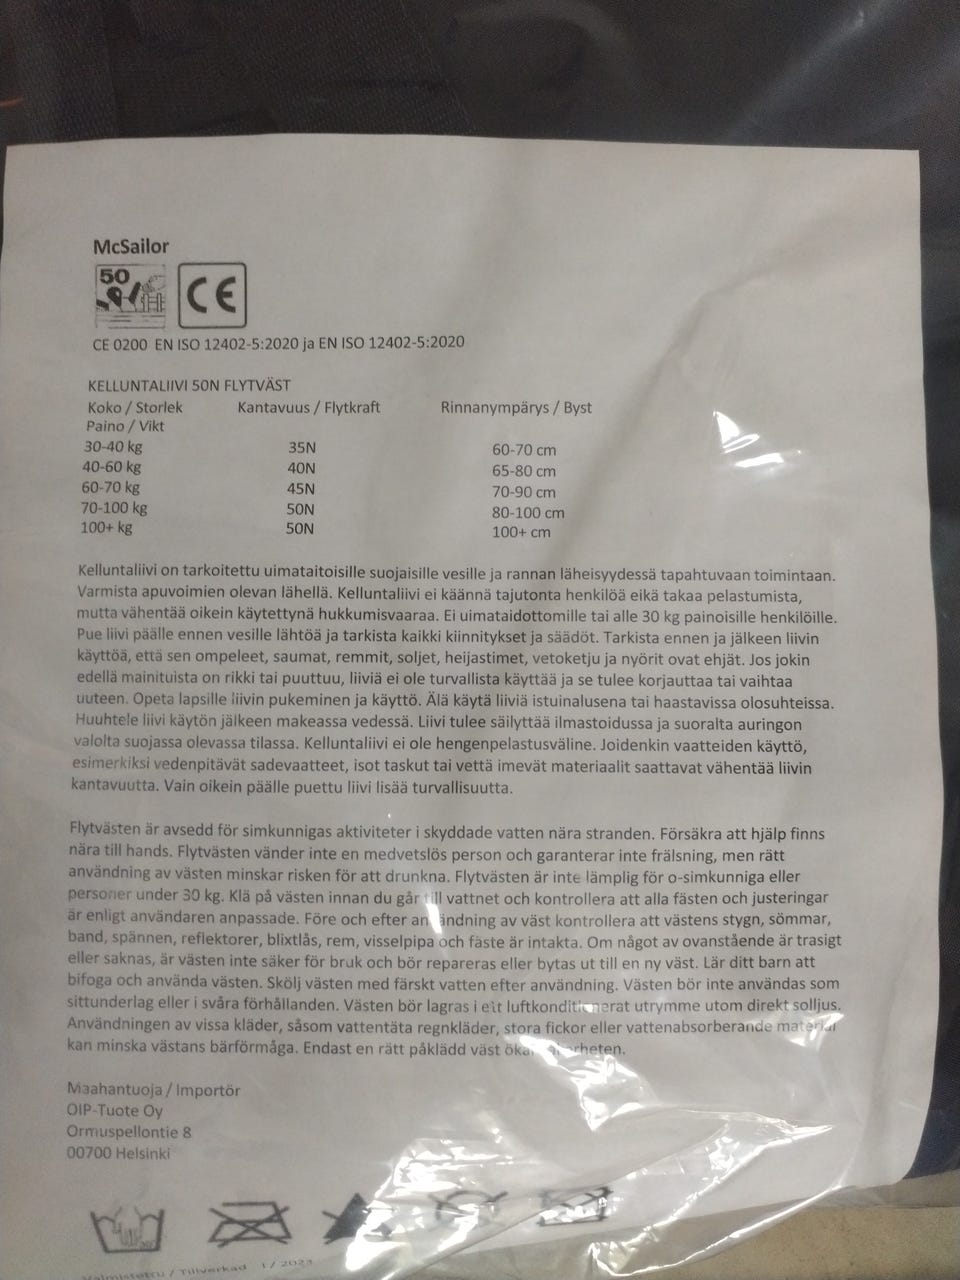 McSailor
50
CE
CE 0200 EN ISO 12402-5:2020 ja EN ISO 12402-5:2020
KELLUNTALIIVI 50N FLYTVÄST
Koko / Storlek Kantavuus / Flytkraft Rinnanympärys / Byst
Paino / Vikt
30-40 kg 35N 60-70 cm
40-60 kg 40N 65-80 cm
60-70 kg 45N 70-90 cm
70-100 kg 50N 80-100 cm
100+ kg 50N 100+ cm
Kelluntaliivi on tarkoitettu uimataitoisille suojaisille vesille ja rannan läheisyydessä tapahtuvaan toimintaan.
Varmista apuvoimien olevan lähellä. Kelluntaliivi ei käännä tajutonta henkilöä eikä takaa pelastumista,
mutta vähentää oikein käytettynä hukkumisvaaraa. Ei uimataidottomille tai alle 30 kg painoisille henkilöille.
Pue liivi päälle ennen vesille lähtöä ja tarkista kaikki kiinnitykset ja säädöt. Tarkista ennen ja jälkeen liivin
käyttöä, että sen ompeleet, saumat, remmit, soljet, heijastimet, vetoketju ja nyörit ovat ehjät. Jos jokin
edellä mainituista on rikki tai puuttuu, liiviä ei ole turvallista käyttää ja se tulee korjauttaa tai vaihtaa
uuteen. Opeta lapsille liivin pukeminen ja käyttö. Älä käytä liiviä istuinalusena tai haastavissa olosuhteissa.
Huuhtele liivi käytön jälkeen makeassa vedessä. Liivi tulee säilyttää ilmastoidussa ja suoralta auringon
valolta suojassa olevassa tilassa. Kelluntaliivi ei ole hengenpelastusväline. Joidenkin vaatteiden käyttö,
esimerkiksi vedenpitävät sadevaatteet, isot taskut tai vettä imevät materiaalit saattavat vähentää liivin
kantavuutta. Vain oikein päälle puettu liivi lisää turvallisuutta.
Flytvästen är avsedd för simkunnigas aktiviteter i skyddade vatten nära stranden. Försäkra att hjälp finns
nära till hands. Flytvästen vänder inte en medvetslös person och garanterar inte frälsning, men rätt
användning av västen minskar risken för att drunkna. Flytvästen är inte lämplig för o-simkunniga eller
personer under 30 kg. Klä på västen innan du går till vattnet och kontrollera att alla fästen och justeringar
är enligt användaren anpassade. Före och efter användning av väst kontrollera att västens stygn, sömmar,
band, spännen, reflektorer, blixtlås, rem, visselpipa och fäste är intakta. Om något av ovanstående är trasigt
eller saknas, är västen inte säker för bruk och bör repareras eller bytas ut till en ny väst. Lär ditt barn att
bifoga och använda västen. Skölj västen med färskt vatten efter användning. Västen bör inte användas som
sittunderlag eller i svåra förhållanden. Västen bör lagras i ett luftkonditionerat utrymme utom direkt solljus.
Användningen av vissa kläder, såsom vattentäta regnkläder, stora fickor eller vattenabsorberande material
kan minska västans bärförmåga. Endast en rätt påklädd väst ökar säkerheten.
Maahantuoja / Importör
OIP-Tuote Oy
Ormuspellontie 8
00700 Helsinki
Valmistettu / Tillverkad 1 / 2023